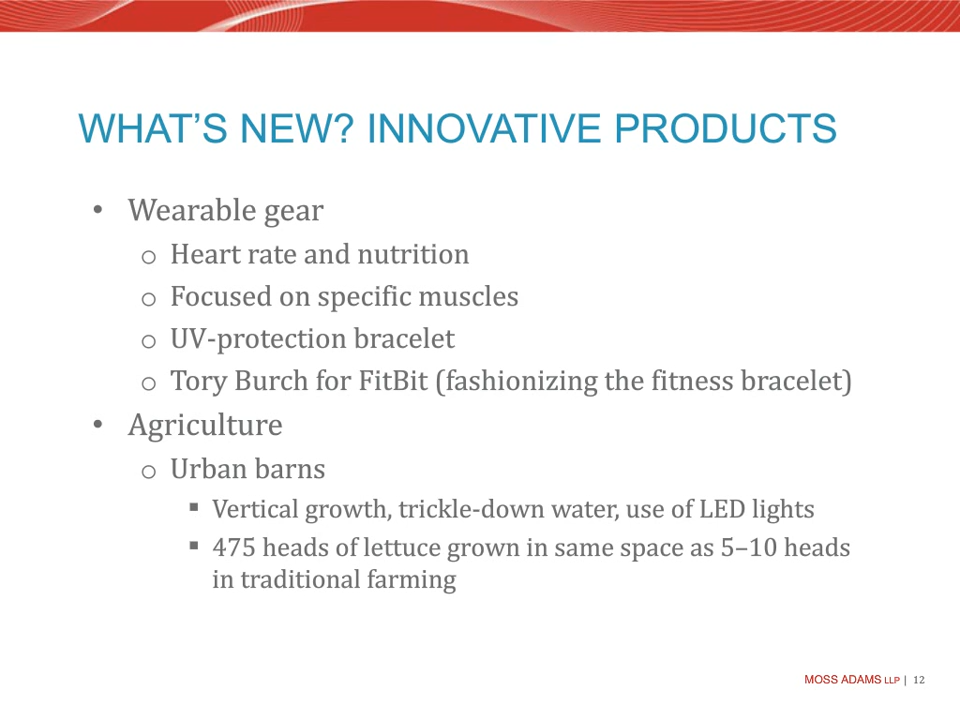 WHAT’S NEW? INNOVATIVE PRODUCTS
• Wearable gear
o Heart rate and nutrition
o Focused on specific muscles
o UV-protection bracelet
o Tory Burch for FitBit (fashionizing the fitness bracelet)
• Agriculture
o Urban barns
▪ Vertical growth, trickle-down water, use of LED lights
▪ 475 heads of lettuce grown in same space as 5–10 heads
in traditional farming
MOSS ADAMS LLP | 12